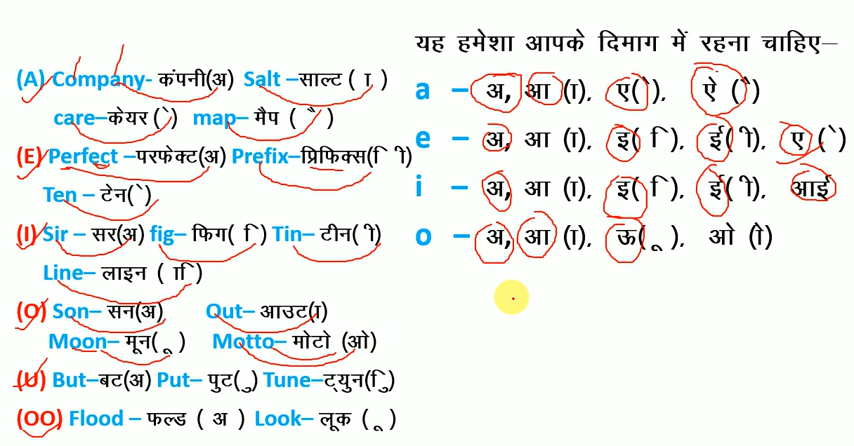 (A) Company- कंपनी(अ) Salt –साल्ट ( ा )
care–केयर (े) map– मैप ( ै )
(E) Perfect –परफेक्ट(अ) Prefix–प्रिफिक्स(ि ी)
Ten – टेन(े)
(I) Sir – सर(अ) fig– फिग( ि ) Tin– टीन( ी)
Line– लाइन ( ाि )
(O) Son– सन(अ) Out– आउट(ा)
Moon– मून( ू ) Motto– मोटो (ओ)
(U) But–बट(अ) Put– पुट( ु ) Tune–ट्युन(िु)
(OO) Flood – फल्ड ( अ ) Look– लूक ( ू )
यह हमेशा आपके दिमाग में रहना चाहिए–
a – अ, आ (ा). ए(े). ऐ (ै)
e – अ, आ (ा). इ( ि ). ई( ी). ए (े)
i – अ, आ (ा). इ( ि ). ई( ी). आई
o – अ, आ (ा). ऊ( ू ). ओ (ो)